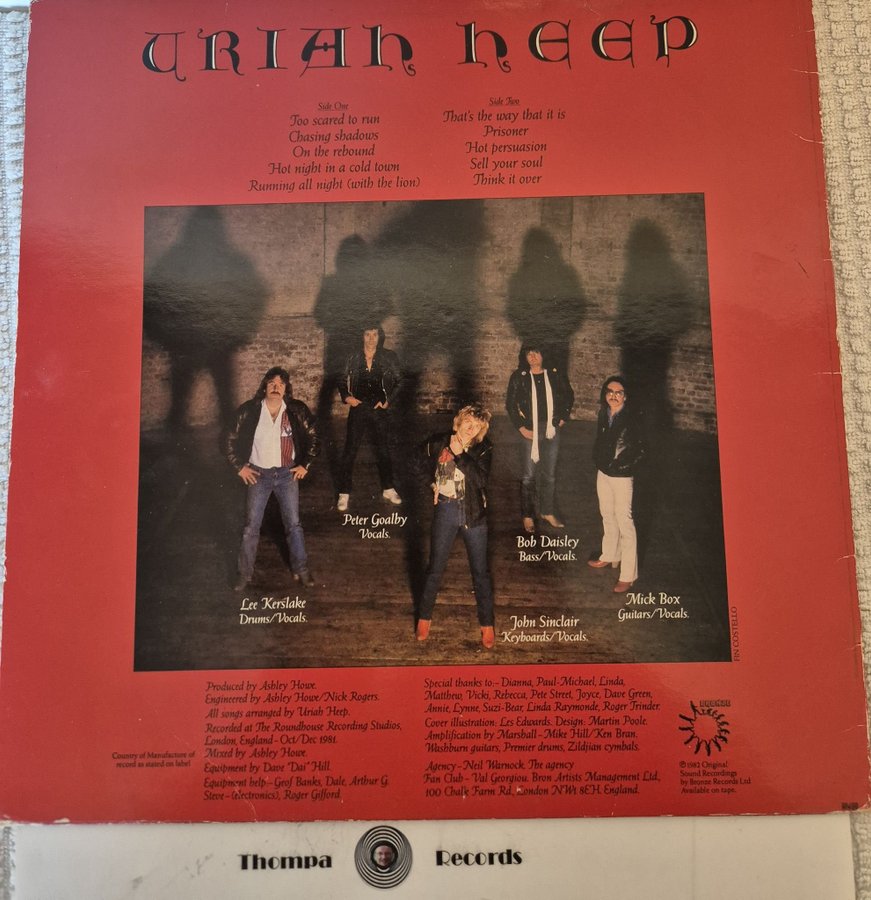 URIAH HEEP
Side One
Too scared to run
Chasing shadows
On the rebound
Hot night in a cold town
Running all night (with the lion)
Side Two
That's the way that it is
Prisoner
Hot persuasion
Sell your soul
Think it over
Peter Goalby
Vocals.
Bob Daisley
Bass/Vocals.
Lee Kerslake
Drums/Vocals.
Mick Box
Guitars/Vocals.
John Sinclair
Keyboards/Vocals.
FIN COSTELLO
Country of Manufacture of
record as stated on label
Produced by Ashley Howe.
Engineered by Ashley Howe/Nick Rogers.
All songs arranged by Uriah Heep.
Recorded at The Roundhouse Recording Studios,
London, England-Oct/Dec 1981.
Mixed by Ashley Howe.
Equipment by Dave "Dai" Hill.
Equipment help:- Geof Banks, Dale, Arthur G.
Steve-(electronics), Roger Gifford.
Special thanks to:- Dianna, Paul-Michael, Linda,
Matthew, Vicki, Rebecca, Pete Street, Joyce, Dave Green,
Annie, Lynne, Suzi-Bear, Linda Raymonde, Roger Trinder.
Cover illustration: Les Edwards. Design: Martin Poole.
Amplification by Marshall-Mike Hill/Ken Bran.
Washburn guitars, Premier drums, Zildjian cymbals.
Agency-Neil Warnock. The agency
Fan Club-Val Georgiou. Bron Artists Management Ltd,
100 Chalk Farm Rd, London NW1 8EH. England.
BRONZE
℗1982 Original
Sound Recordings
by Bronze Records Ltd
Available on tape.
Thompa Records